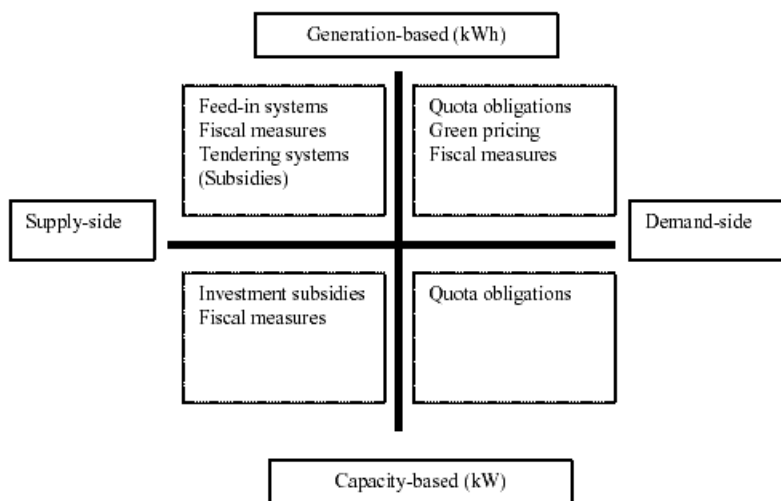 Generation-based (kWh)
Feed-in systems
Fiscal measures
Tendering systems
(Subsidies)
Quota obligations
Green pricing
Fiscal measures
Supply-side
Demand-side
Investment subsidies
Fiscal measures
Quota obligations
Capacity-based (kW)